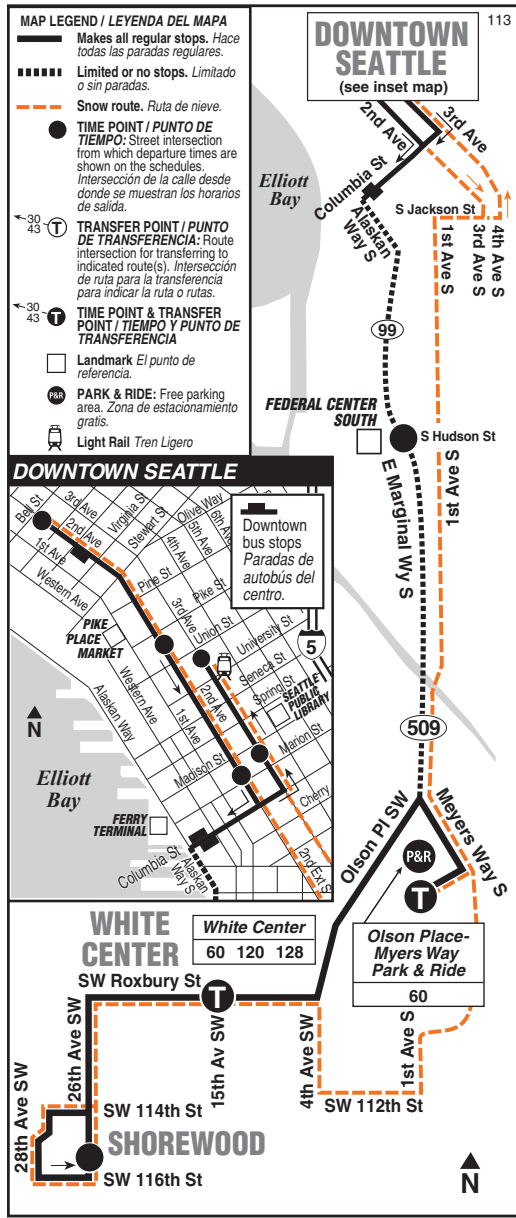 MAP LEGEND / LEYENDA DEL MAPA
Makes all regular stops. Hace
todas las paradas regulares.
Limited or no stops. Limitado
o sin paradas.
Snow route. Ruta de nieve.
TIME POINT / PUNTO DE
TIEMPO: Street intersection
from which departure times are
shown on the schedules.
Intersección de la calle desde
donde se muestran los horarios
de salida.
30
43
T
TRANSFER POINT / PUNTO
DE TRANSFERENCIA: Route
intersection for transferring to
indicated route(s). Intersección
de ruta para la transferencia
para indicar la ruta o rutas.
30
43
T
TIME POINT & TRANSFER
POINT / TIEMPO Y PUNTO DE
TRANSFERENCIA
Landmark El punto de
referencia.
P&R
PARK & RIDE: Free parking
area. Zona de estacionamiento
gratis.
Light Rail Tren Ligero
113
DOWNTOWN
SEATTLE
(see inset map)
2nd Ave
3rd Ave
Columbia St
Elliott
Bay
Alaskan
Way S
S Jackson St
1st Ave S
3rd Ave S
4th Ave S
99
FEDERAL CENTER
SOUTH
S Hudson St
E Marginal Wy S
1st Ave S
509
DOWNTOWN SEATTLE
Bell St
3rd Ave
2nd Ave
1st Ave
Western Ave
Virginia St
Stewart St
Olive Way
4th Ave
5th Ave
6th Ave
Downtown
bus stops
Paradas de
autobús del
centro.
Pine St
Pike St
3rd Ave
Union St
University St
5
PIKE
PLACE
MARKET
Seneca St
Spring St
SEATTLE
PUBLIC
LIBRARY
Western Ave
Alaskan Way
1st Ave
2nd Ave
Marion St
Madison St
N
Elliott
Bay
Cherry
FERRY
TERMINAL
Columbia St
Alaskan
Way S
2nd Ext S
Olson Pl SW
Meyers Way S
P&R
T
Olson Place-
Myers Way
Park & Ride
60
WHITE
CENTER
White Center
60 120 128
SW Roxbury St
T
26th Ave SW
15th Av SW
4th Ave SW
1st Ave S
SW 112th St
28th Ave SW
SW 114th St
SHOREWOOD
SW 116th St
N